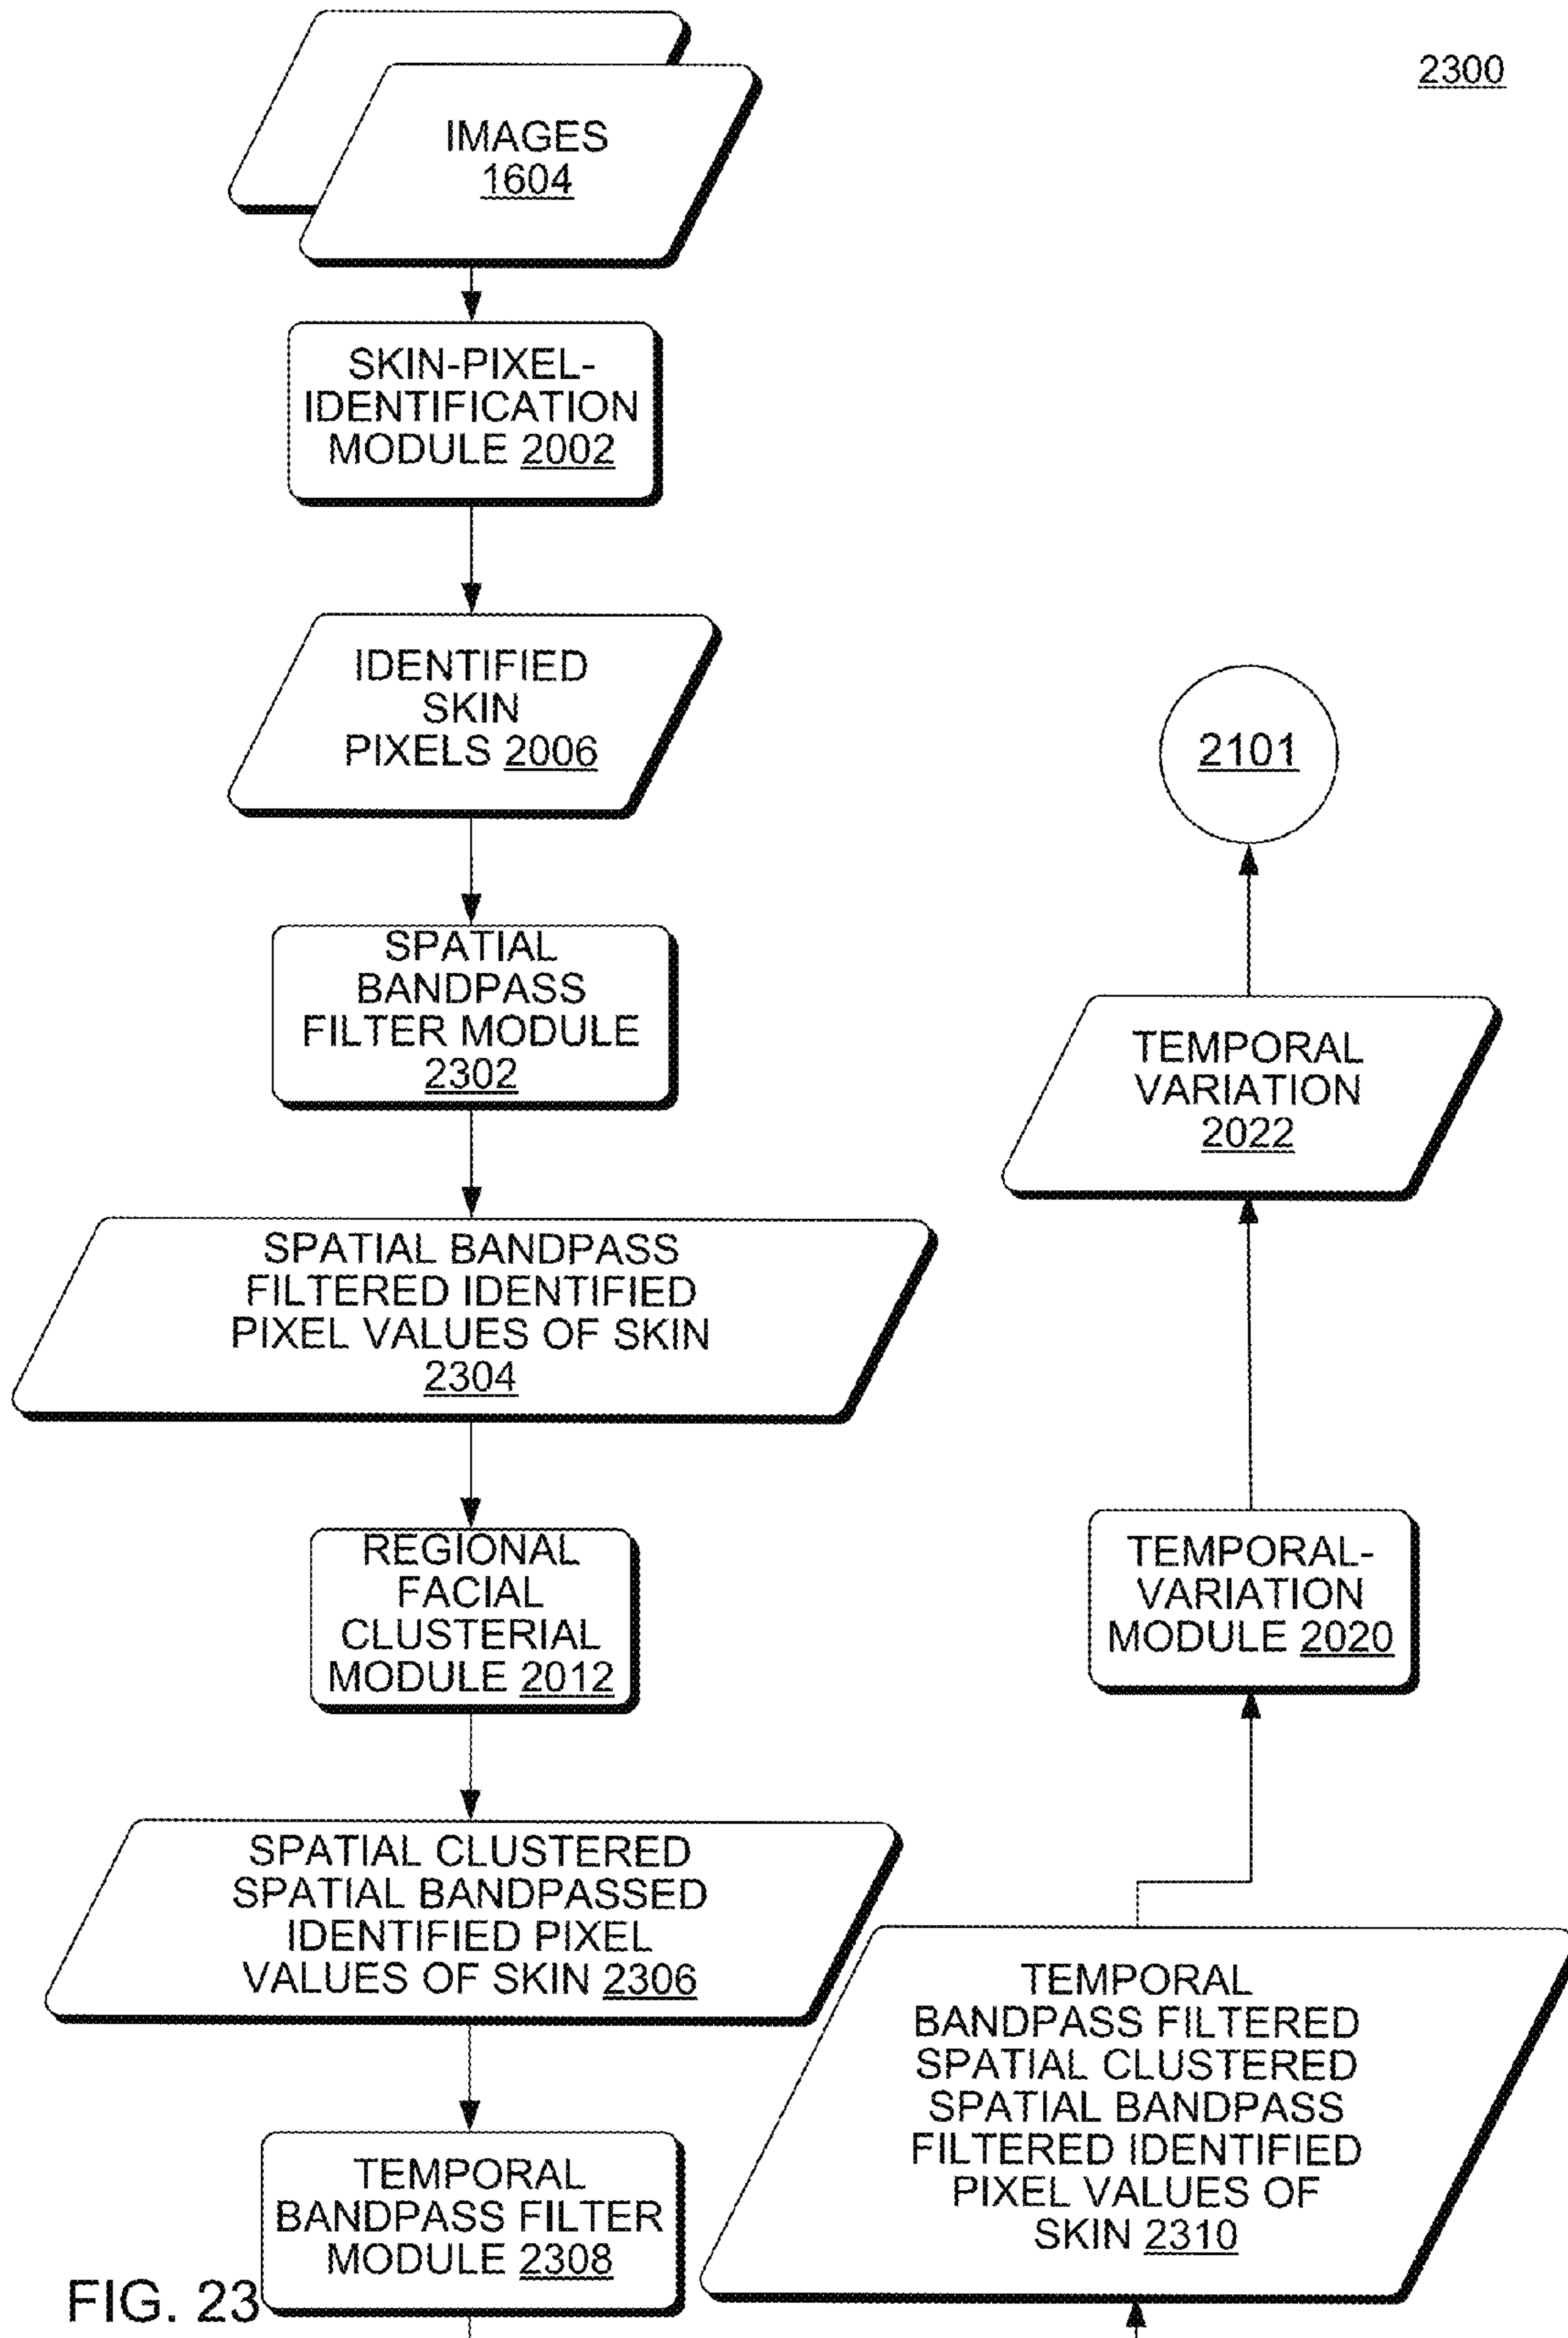 2300
IMAGES
1604
SKIN-PIXEL-
IDENTIFICATION
MODULE 2002
IDENTIFIED
SKIN
PIXELS 2006
SPATIAL
BANDPASS
FILTER MODULE
2302
SPATIAL BANDPASS
FILTERED IDENTIFIED
PIXEL VALUES OF SKIN
2304
REGIONAL
FACIAL
CLUSTERIAL
MODULE 2012
SPATIAL CLUSTERED
SPATIAL BANDPASSED
IDENTIFIED PIXEL
VALUES OF SKIN 2306
TEMPORAL
BANDPASS FILTER
MODULE 2308
TEMPORAL
BANDPASS FILTERED
SPATIAL CLUSTERED
SPATIAL BANDPASS
FILTERED IDENTIFIED
PIXEL VALUES OF
SKIN 2310
TEMPORAL-
VARIATION
MODULE 2020
TEMPORAL
VARIATION
2022
2101
FIG. 23